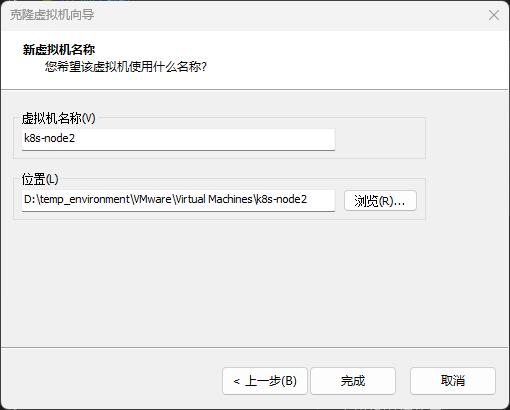 克隆虚拟机向导
新虚拟机名称
您希望该虚拟机使用什么名称?
虚拟机名称(V)
k8s-node2
位置(L)
D:\temp_environment\VMware\Virtual Machines\k8s-node2
浏览(R)...
< 上一步(B)
完成
取消